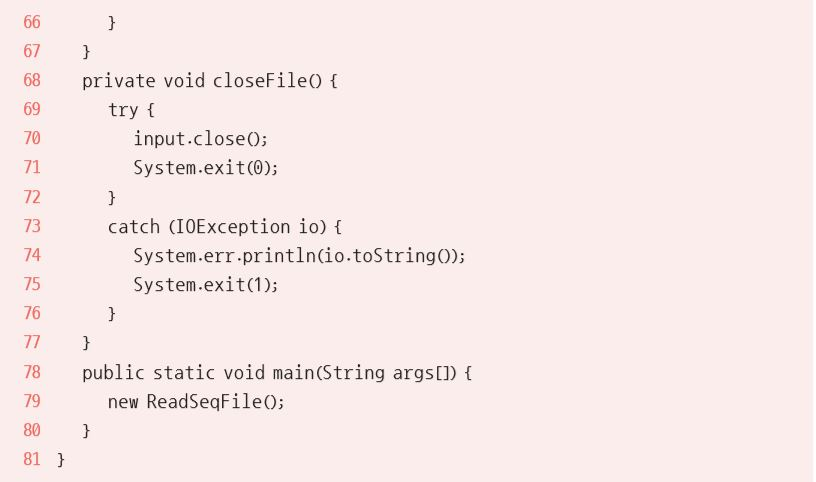 66       }
67    }
68    private void closeFile() {
69       try {
70          input.close();
71          System.exit(0);
72       }
73       catch (IOException io) {
74          System.err.println(io.toString());
75          System.exit(1);
76       }
77    }
78    public static void main(String args[]) {
79       new ReadSeqFile();
80    }
81 }